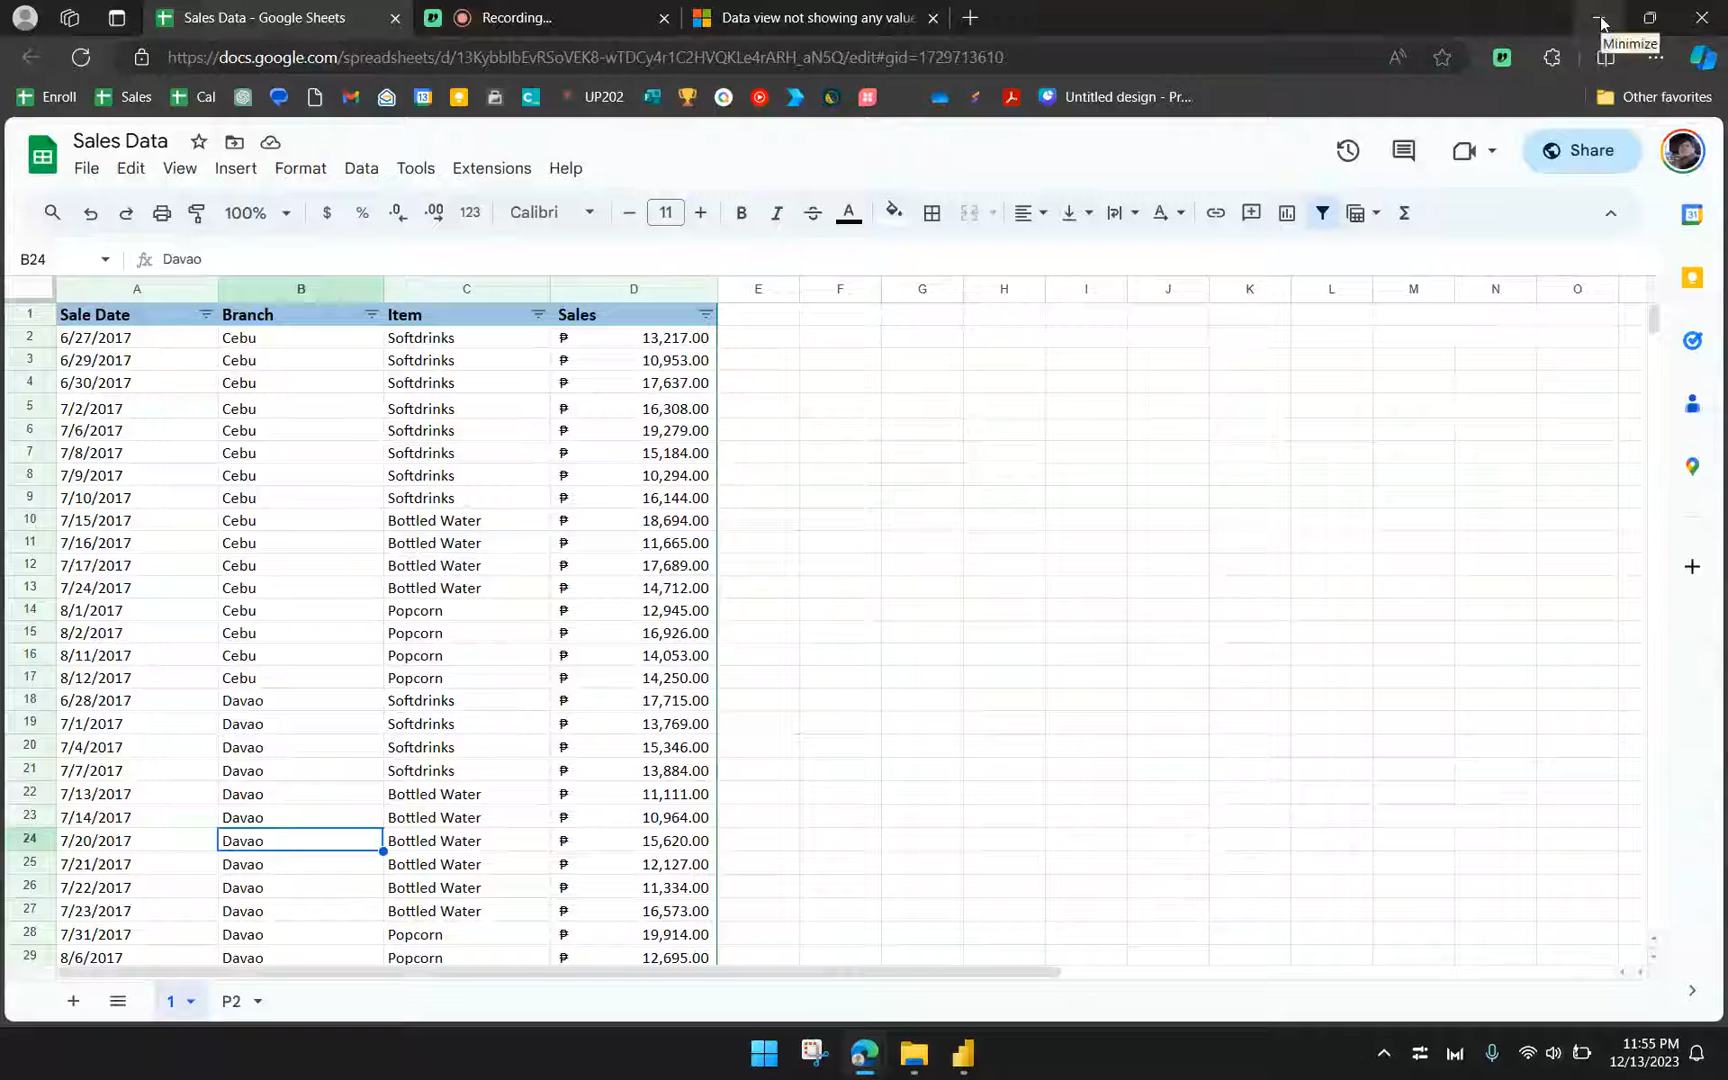 Sales Data - Google Sheets
Recording...
Data view not showing any value
Minimize
https://docs.google.com/spreadsheets/d/13KybbIbEvRSoVEK8-wTDCy4r1C2HVQKLe4rARH_aN5Q/edit#gid=1729713610
Enroll Sales Cal UP202 Untitled design - Pr... Other favorites
Sales Data
Share
File Edit View Insert Format Data Tools Extensions Help
100% $ % .0 .00 123 Calibri 11 B I A Σ
B24 fx Davao
A B C D E F G H I J K L M N O
1 Sale Date Branch Item Sales
2 6/27/2017 Cebu Softdrinks ₱ 13,217.00
3 6/29/2017 Cebu Softdrinks ₱ 10,953.00
4 6/30/2017 Cebu Softdrinks ₱ 17,637.00
5 7/2/2017 Cebu Softdrinks ₱ 16,308.00
6 7/6/2017 Cebu Softdrinks ₱ 19,279.00
7 7/8/2017 Cebu Softdrinks ₱ 15,184.00
8 7/9/2017 Cebu Softdrinks ₱ 10,294.00
9 7/10/2017 Cebu Softdrinks ₱ 16,144.00
10 7/15/2017 Cebu Bottled Water ₱ 18,694.00
11 7/16/2017 Cebu Bottled Water ₱ 11,665.00
12 7/17/2017 Cebu Bottled Water ₱ 17,689.00
13 7/24/2017 Cebu Bottled Water ₱ 14,712.00
14 8/1/2017 Cebu Popcorn ₱ 12,945.00
15 8/2/2017 Cebu Popcorn ₱ 16,926.00
16 8/11/2017 Cebu Popcorn ₱ 14,053.00
17 8/12/2017 Cebu Popcorn ₱ 14,250.00
18 6/28/2017 Davao Softdrinks ₱ 17,715.00
19 7/1/2017 Davao Softdrinks ₱ 13,769.00
20 7/4/2017 Davao Softdrinks ₱ 15,346.00
21 7/7/2017 Davao Softdrinks ₱ 13,884.00
22 7/13/2017 Davao Bottled Water ₱ 11,111.00
23 7/14/2017 Davao Bottled Water ₱ 10,964.00
24 7/20/2017 Davao Bottled Water ₱ 15,620.00
25 7/21/2017 Davao Bottled Water ₱ 12,127.00
26 7/22/2017 Davao Bottled Water ₱ 11,334.00
27 7/23/2017 Davao Bottled Water ₱ 16,573.00
28 7/31/2017 Davao Popcorn ₱ 19,914.00
29 8/6/2017 Davao Popcorn ₱ 12,695.00
1 P2
11:55 PM
12/13/2023